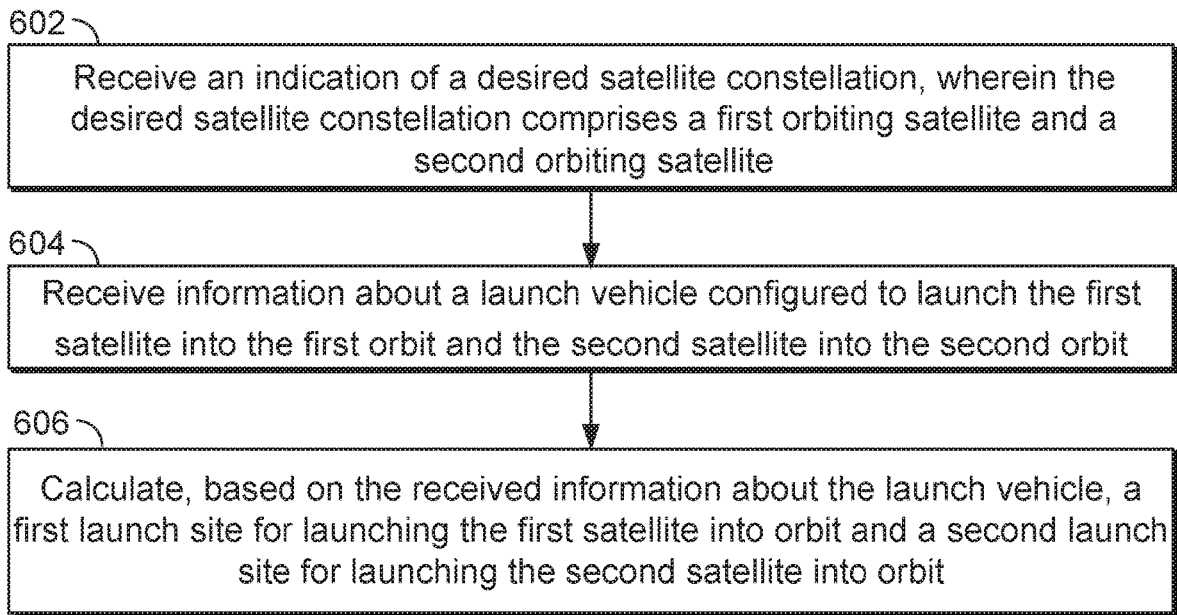 602
Receive an indication of a desired satellite constellation, wherein the
desired satellite constellation comprises a first orbiting satellite and a
second orbiting satellite
604
Receive information about a launch vehicle configured to launch the first
satellite into the first orbit and the second satellite into the second orbit
606
Calculate, based on the received information about the launch vehicle, a
first launch site for launching the first satellite into orbit and a second launch
site for launching the second satellite into orbit